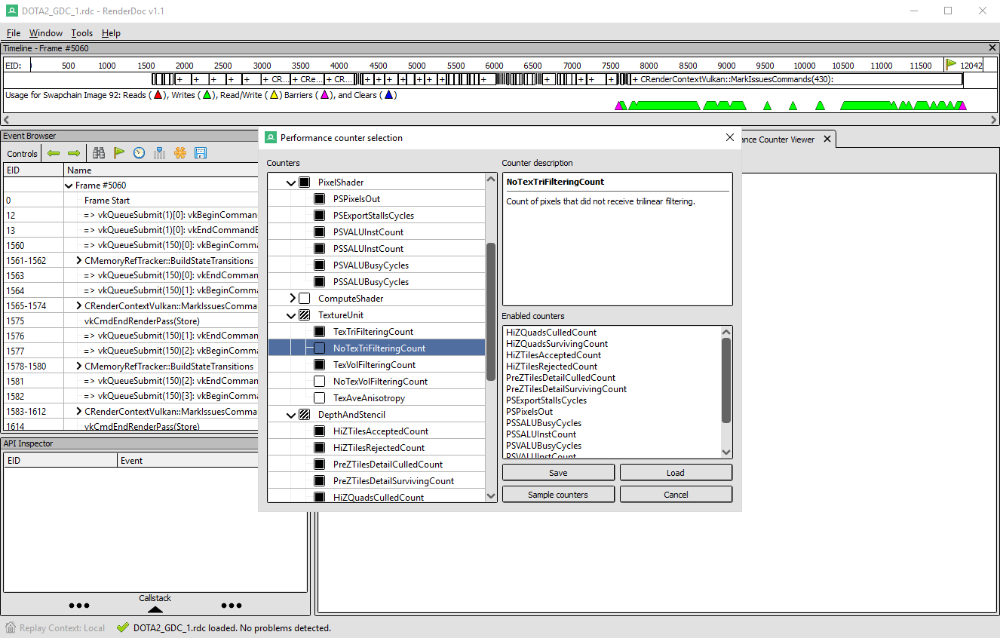 DOTA2_GDC_1.rdc - RenderDoc v1.1
File Window Tools Help
Timeline - Frame #5060
EID: 500 1000 1500 2000 2500 3000 3500 4000 4500 5000 5500 6000 6500 7000 7500 8000 8500 9000 9500 10000 10500 11000 11500 12042
+ + + + + + CR... + CRe... + CR... + + + + + + + + + + + + + CRenderContextVulkan::MarkIssuesCommands(430):
Usage for Swapchain Image 92: Reads ( ), Writes ( ), Read/Write ( ) Barriers ( ), and Clears ( )
Event Browser
Controls
EID Name
Frame #5060
0 Frame Start
12 => vkQueueSubmit(1)[0]: vkBeginComman
13 => vkQueueSubmit(1)[0]: vkEndCommandB
1560 => vkQueueSubmit(150)[0]: vkBeginComma
1561-1562 CMemoryRefTracker::BuildStateTransitions
1563 => vkQueueSubmit(150)[0]: vkEndComman
1564 => vkQueueSubmit(150)[1]: vkBeginComma
1565-1574 CRenderContextVulkan::MarkIssuesComma
1575 vkCmdEndRenderPass(Store)
1576 => vkQueueSubmit(150)[1]: vkEndComman
1577 => vkQueueSubmit(150)[2]: vkBeginComma
1578-1580 CMemoryRefTracker::BuildStateTransitions
1581 => vkQueueSubmit(150)[2]: vkEndComman
1582 => vkQueueSubmit(150)[3]: vkBeginComma
1583-1612 CRenderContextVulkan::MarkIssuesComma
1614 vkCmdEndRenderPass(Store)
API Inspector
EID Event
Callstack
Performance counter selection
Counters
PixelShader
PSPixelsOut
PSExportStallsCycles
PSVALUInstCount
PSSALUInstCount
PSVALUBusyCycles
PSSALUBusyCycles
ComputeShader
TextureUnit
TexTriFilteringCount
NoTexTriFilteringCount
TexVolFilteringCount
NoTexVolFilteringCount
TexAveAnisotropy
DepthAndStencil
HiZTilesAcceptedCount
HiZTilesRejectedCount
PreZTilesDetailCulledCount
PreZTilesDetailSurvivingCount
HiZQuadsCulledCount
Counter description
NoTexTriFilteringCount
Count of pixels that did not receive trilinear filtering.
Enabled counters
HiZQuadsCulledCount
HiZQuadsSurvivingCount
HiZTilesAcceptedCount
HiZTilesRejectedCount
PreZTilesDetailCulledCount
PreZTilesDetailSurvivingCount
PSExportStallsCycles
PSPixelsOut
PSSALUBusyCycles
PSSALUInstCount
PSVALUBusyCycles
PSVALUInstCount
Save Load
Sample counters Cancel
ance Counter Viewer
Replay Context: Local DOTA2_GDC_1.rdc loaded. No problems detected.